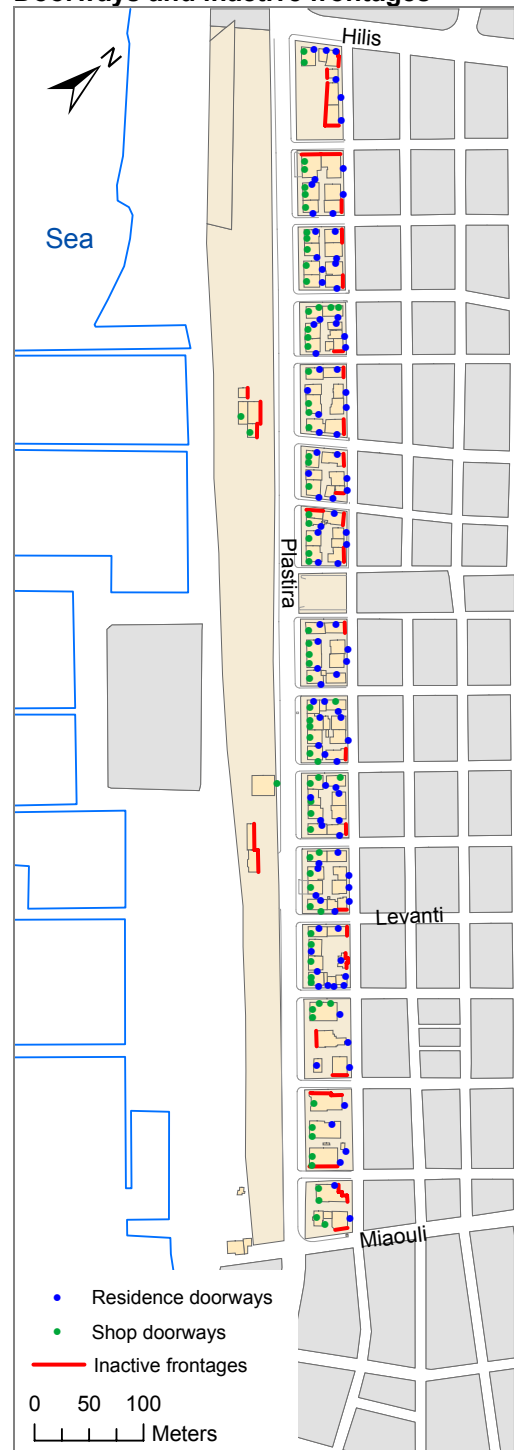 Doorways and inactive frontages
Hilis
N
Sea
Plastira
Levanti
Miaouli
Residence doorways
Shop doorways
Inactive frontages
0 50 100
Meters